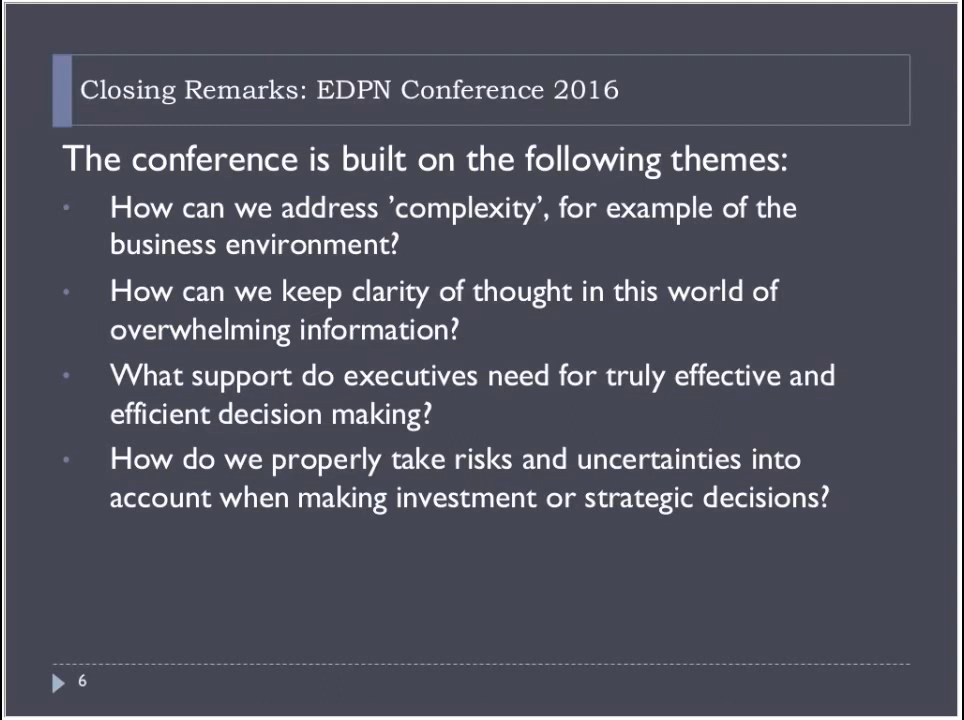 Closing Remarks: EDPN Conference 2016
The conference is built on the following themes:
• How can we address ’complexity’, for example of the
business environment?
• How can we keep clarity of thought in this world of
overwhelming information?
• What support do executives need for truly effective and
efficient decision making?
• How do we properly take risks and uncertainties into
account when making investment or strategic decisions?
6